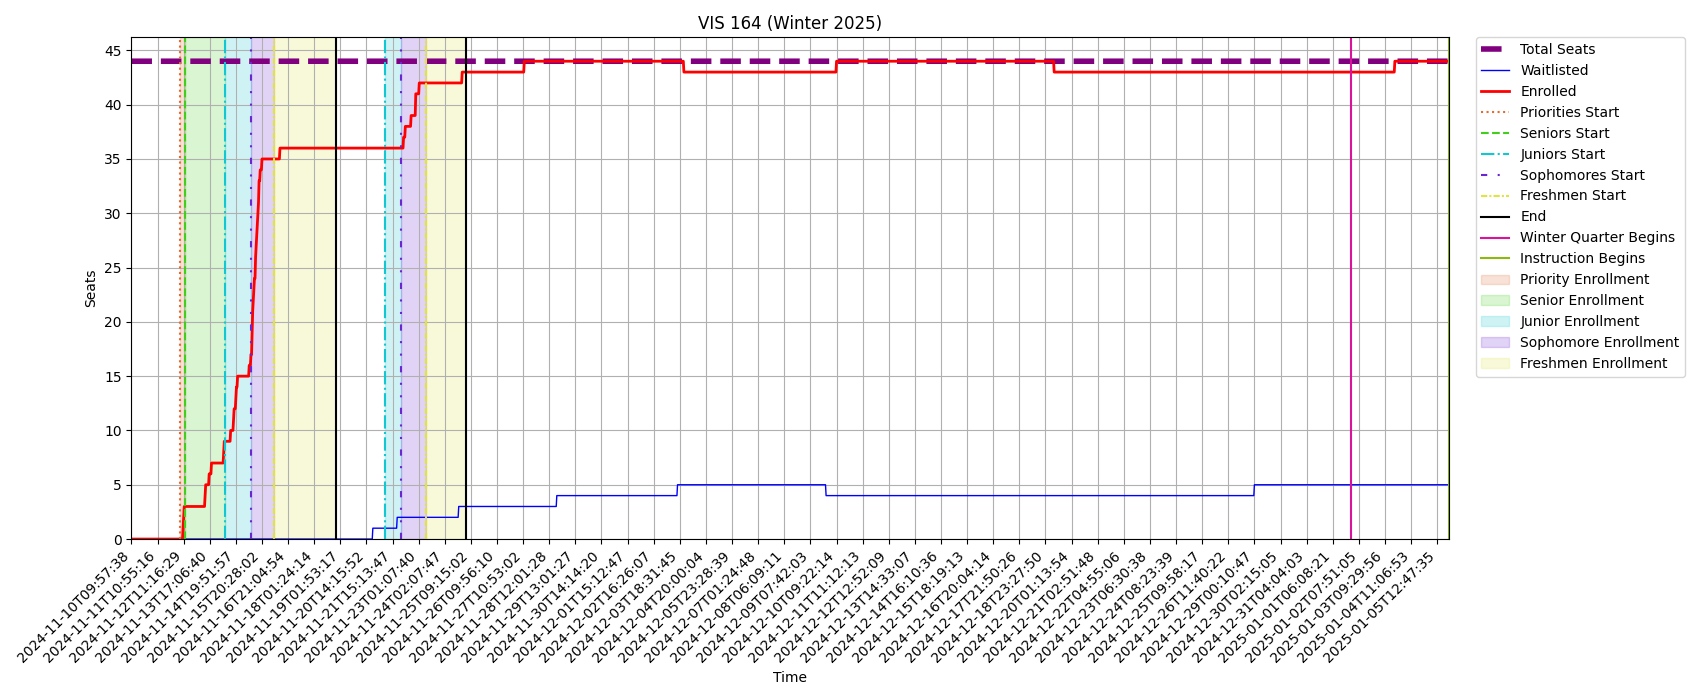 VIS 164 (Winter 2025)
Seats
45
40
35
30
25
20
15
10
5
0
2024-11-10T09:57:38
2024-11-11T10:55:16
2024-11-12T11:16:29
2024-11-13T17:06:40
2024-11-14T19:51:57
2024-11-15T20:28:02
2024-11-16T21:04:54
2024-11-18T01:24:14
2024-11-19T01:53:17
2024-11-20T14:15:52
2024-11-21T15:13:47
2024-11-23T01:07:40
2024-11-24T02:07:47
2024-11-25T09:15:02
2024-11-26T09:56:10
2024-11-27T10:53:02
2024-11-28T12:01:28
2024-11-29T13:01:27
2024-11-30T14:14:20
2024-12-01T15:12:47
2024-12-02T16:26:07
2024-12-03T18:31:45
2024-12-04T20:00:04
2024-12-05T23:28:39
2024-12-07T01:24:48
2024-12-08T06:09:11
2024-12-09T07:42:03
2024-12-10T09:22:14
2024-12-11T11:12:13
2024-12-12T12:52:09
2024-12-13T14:33:07
2024-12-14T16:10:36
2024-12-15T18:19:13
2024-12-16T20:04:14
2024-12-17T21:50:26
2024-12-18T23:27:50
2024-12-20T01:13:54
2024-12-21T02:51:48
2024-12-22T04:55:06
2024-12-23T06:30:38
2024-12-24T08:23:39
2024-12-25T09:58:17
2024-12-26T11:40:22
2024-12-29T00:10:47
2024-12-30T02:15:05
2024-12-31T04:04:03
2025-01-01T06:08:21
2025-01-02T07:51:05
2025-01-03T09:29:56
2025-01-04T11:06:53
2025-01-05T12:47:35
Time
Total Seats
Waitlisted
Enrolled
Priorities Start
Seniors Start
Juniors Start
Sophomores Start
Freshmen Start
End
Winter Quarter Begins
Instruction Begins
Priority Enrollment
Senior Enrollment
Junior Enrollment
Sophomore Enrollment
Freshmen Enrollment